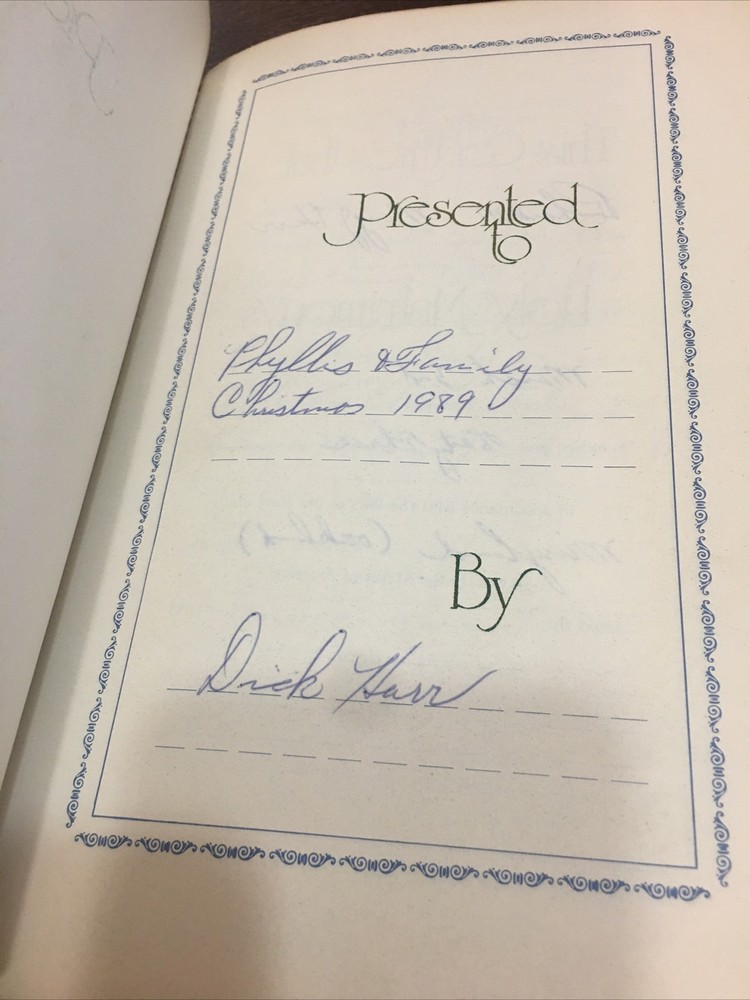 Presented
to
Phyllis & Family
Christmas 1989
By
Dick Harr